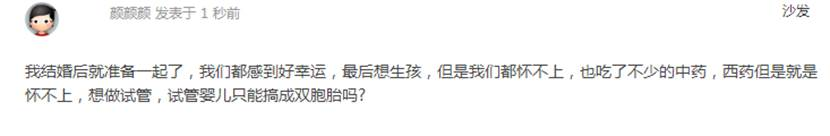 颜颜颜 发表于 1 秒前 沙发
我结婚后就准备一起了，我们都感到好幸运，最后想生孩，但是我们都怀不上，也吃了不少的中药，西药但是就是
怀不上，想做试管，试管婴儿只能搞成双胞胎吗?